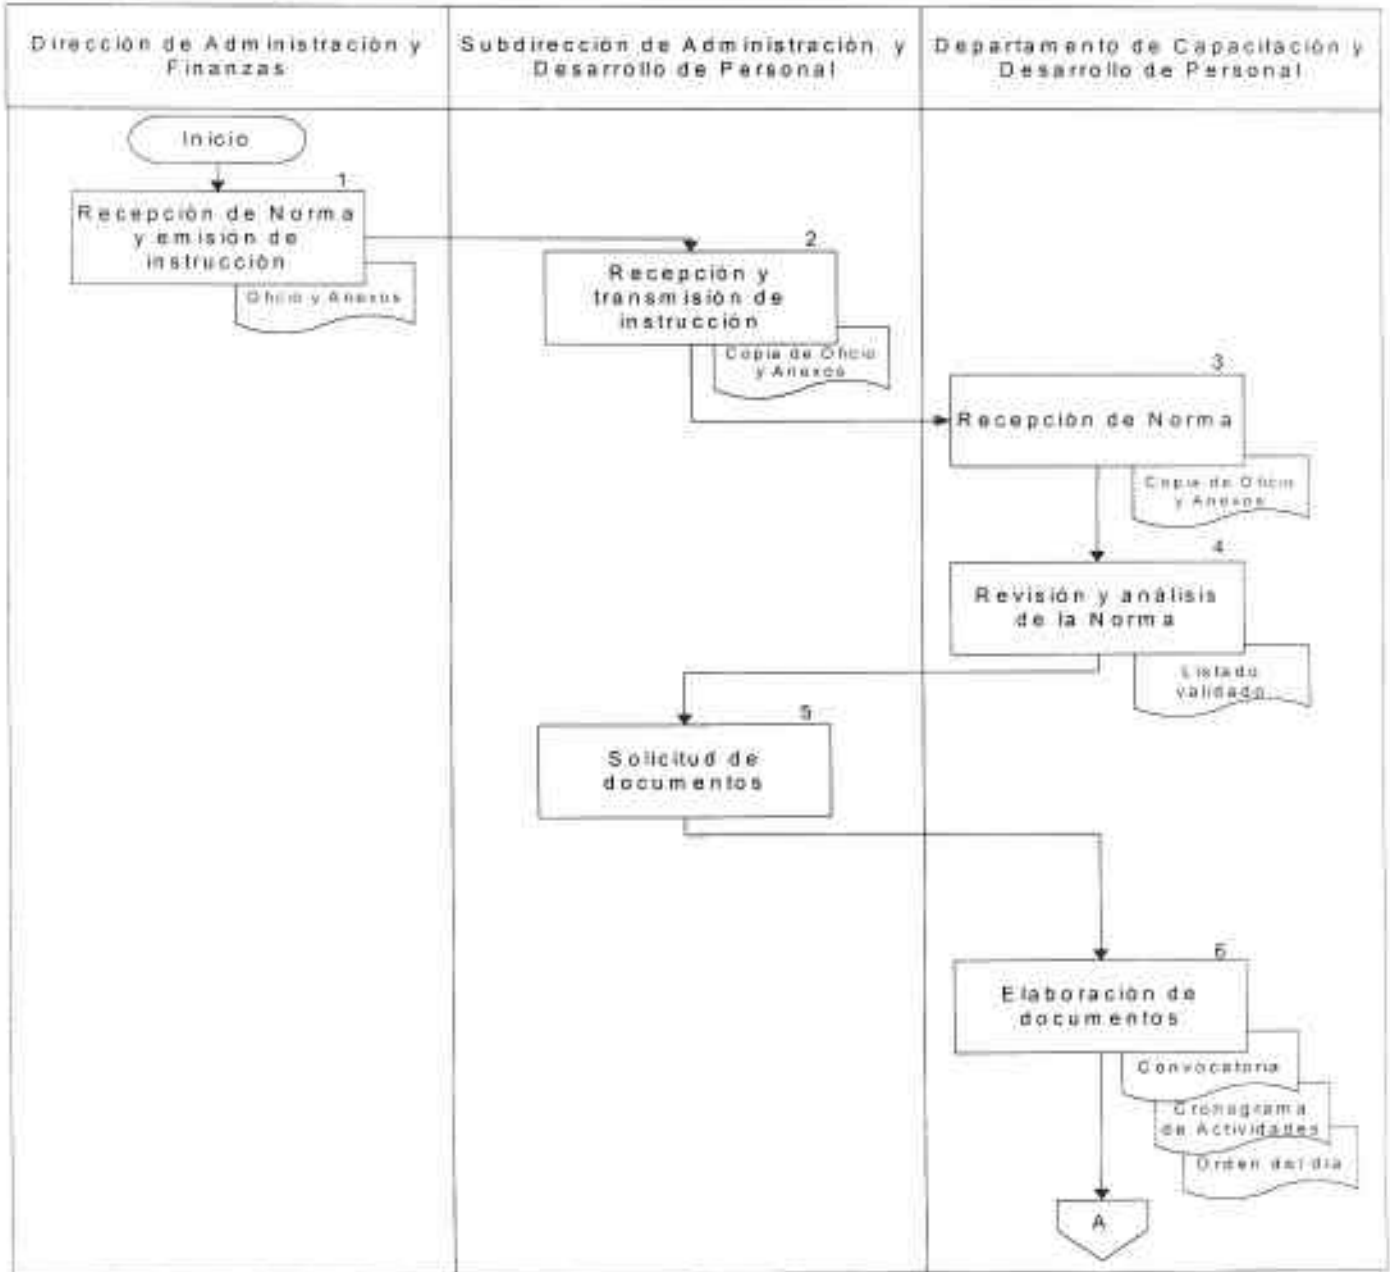 Dirección de Administración y
Finanzas
Subdirección de Administración y
Desarrollo de Personal
Departamento de Capacitación y
Desarrollo de Personal
Inicio
1
Recepción de Norma
y emisión de
instrucción
Oficio y Anexos
2
Recepción y
transmisión de
instrucción
Copia de Oficio
y Anexos
3
Recepción de Norma
Copia de Oficio
y Anexos
4
Revisión y análisis
de la Norma
Listado
validado
5
Solicitud de
documentos
6
Elaboración de
documentos
Convocatoria
Cronograma
de Actividades
Orden del día
A